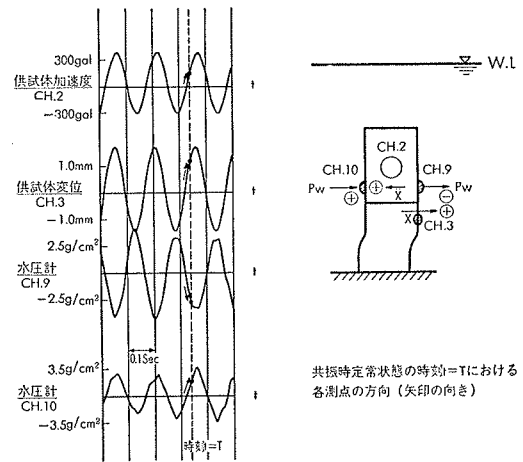 300gal
供試体加速度
CH.2
t
−300gal
1.0mm
供試体変位
CH.3
t
−1.0mm
2.5g/cm²
水圧計
CH.9
t
−2.5g/cm²
0.1Sec
3.5g/cm²
水圧計
CH.10
t
−3.5g/cm²
時刻t=T
W.L
CH.2
CH.10
CH.9
Pw
+
+
X
Pw
−
X
+
CH.3
共振時定常状態の時刻t=Tにおける
各測点の方向（矢印の向き）